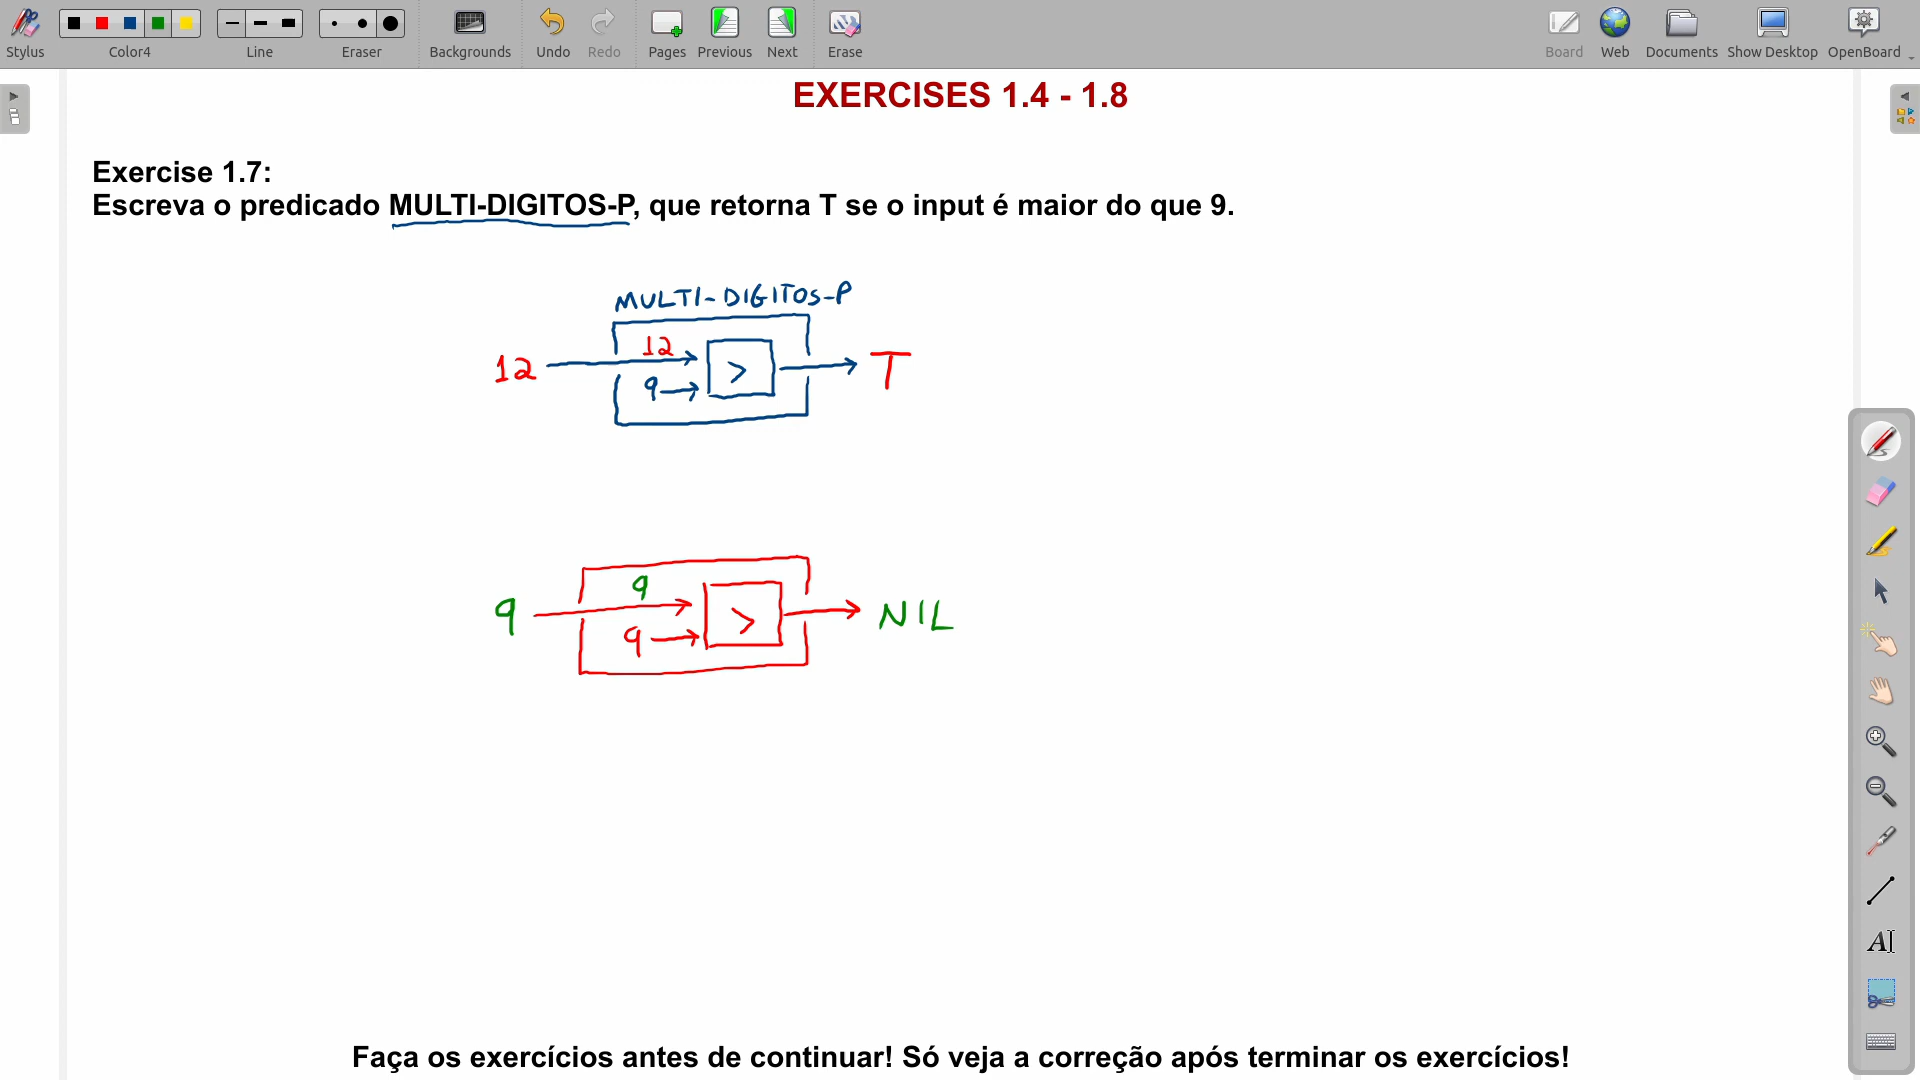 Stylus Color4 Line Eraser Backgrounds Undo Redo Pages Previous Next Erase Board Web Documents Show Desktop OpenBoard
EXERCISES 1.4 - 1.8
Exercise 1.7:
Escreva o predicado MULTI-DIGITOS-P, que retorna T se o input é maior do que 9.
MULTI-DIGITOS-P
12 12 > T
9
9 9 > NIL
9
Faça os exercícios antes de continuar! Só veja a correção após terminar os exercícios!